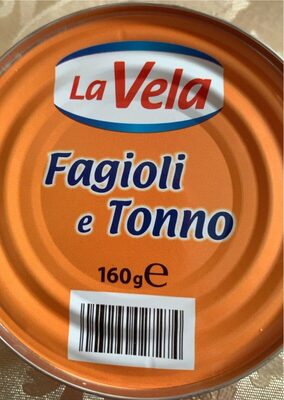 La Vela
Fagioli
e Tonno
160g℮